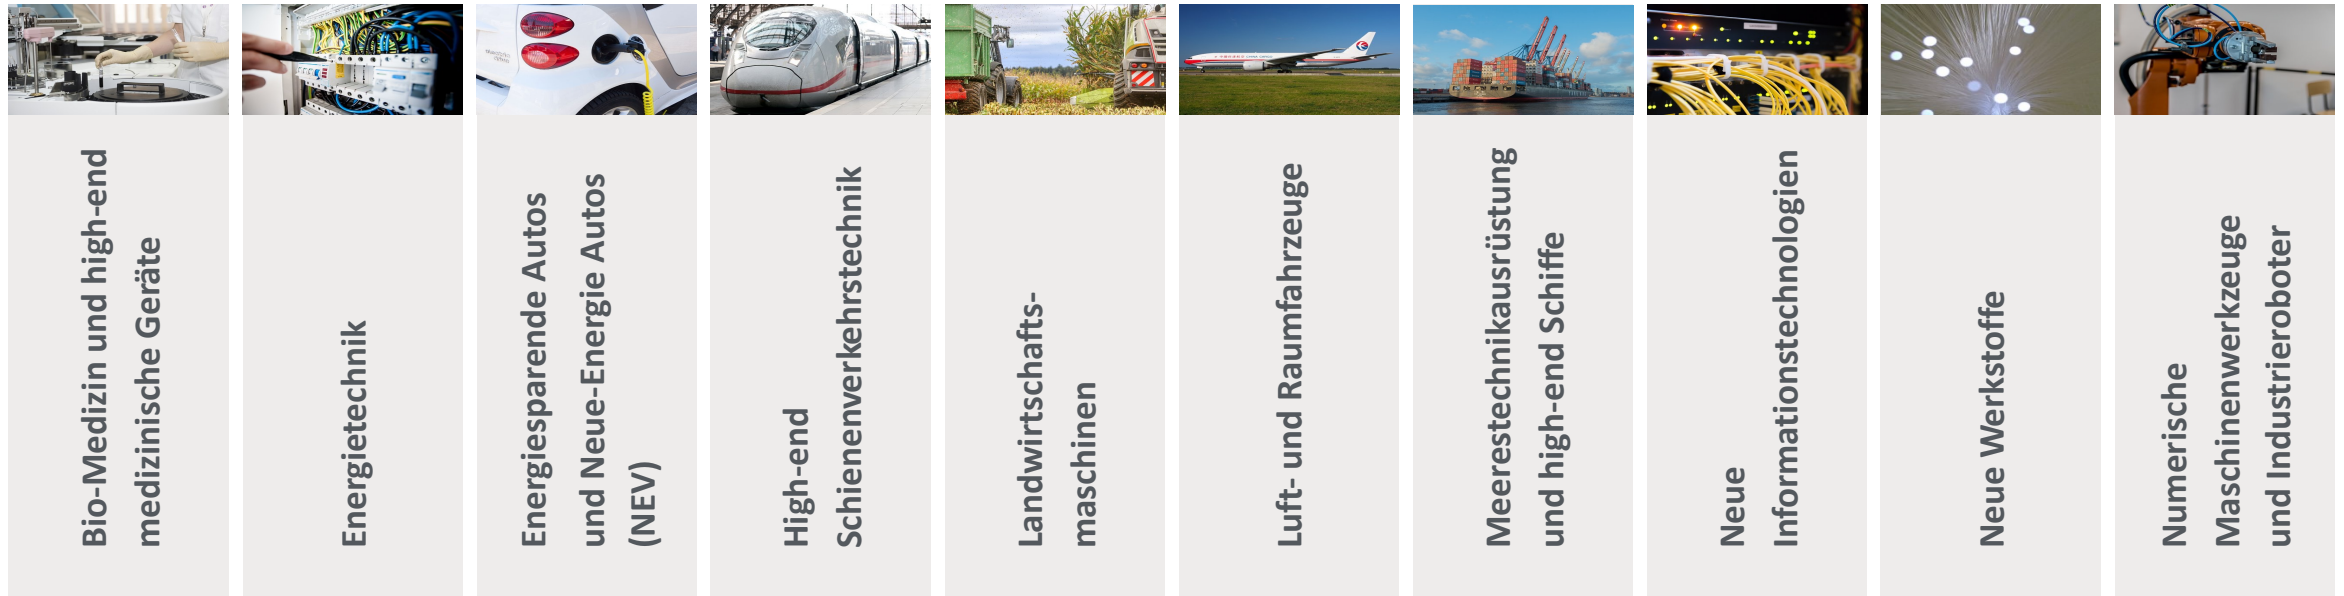 Bio-Medizin und high-end
medizinische Geräte
Energietechnik
Energiesparende Autos
und Neue-Energie Autos
(NEV)
High-end
Schienenverkehrstechnik
Landwirtschafts-
maschinen
Luft- und Raumfahrzeuge
Meerestechnikausrüstung
und high-end Schiffe
Neue
Informationstechnologien
Neue Werkstoffe
Numerische
Maschinenwerkzeuge
und Industrieroboter